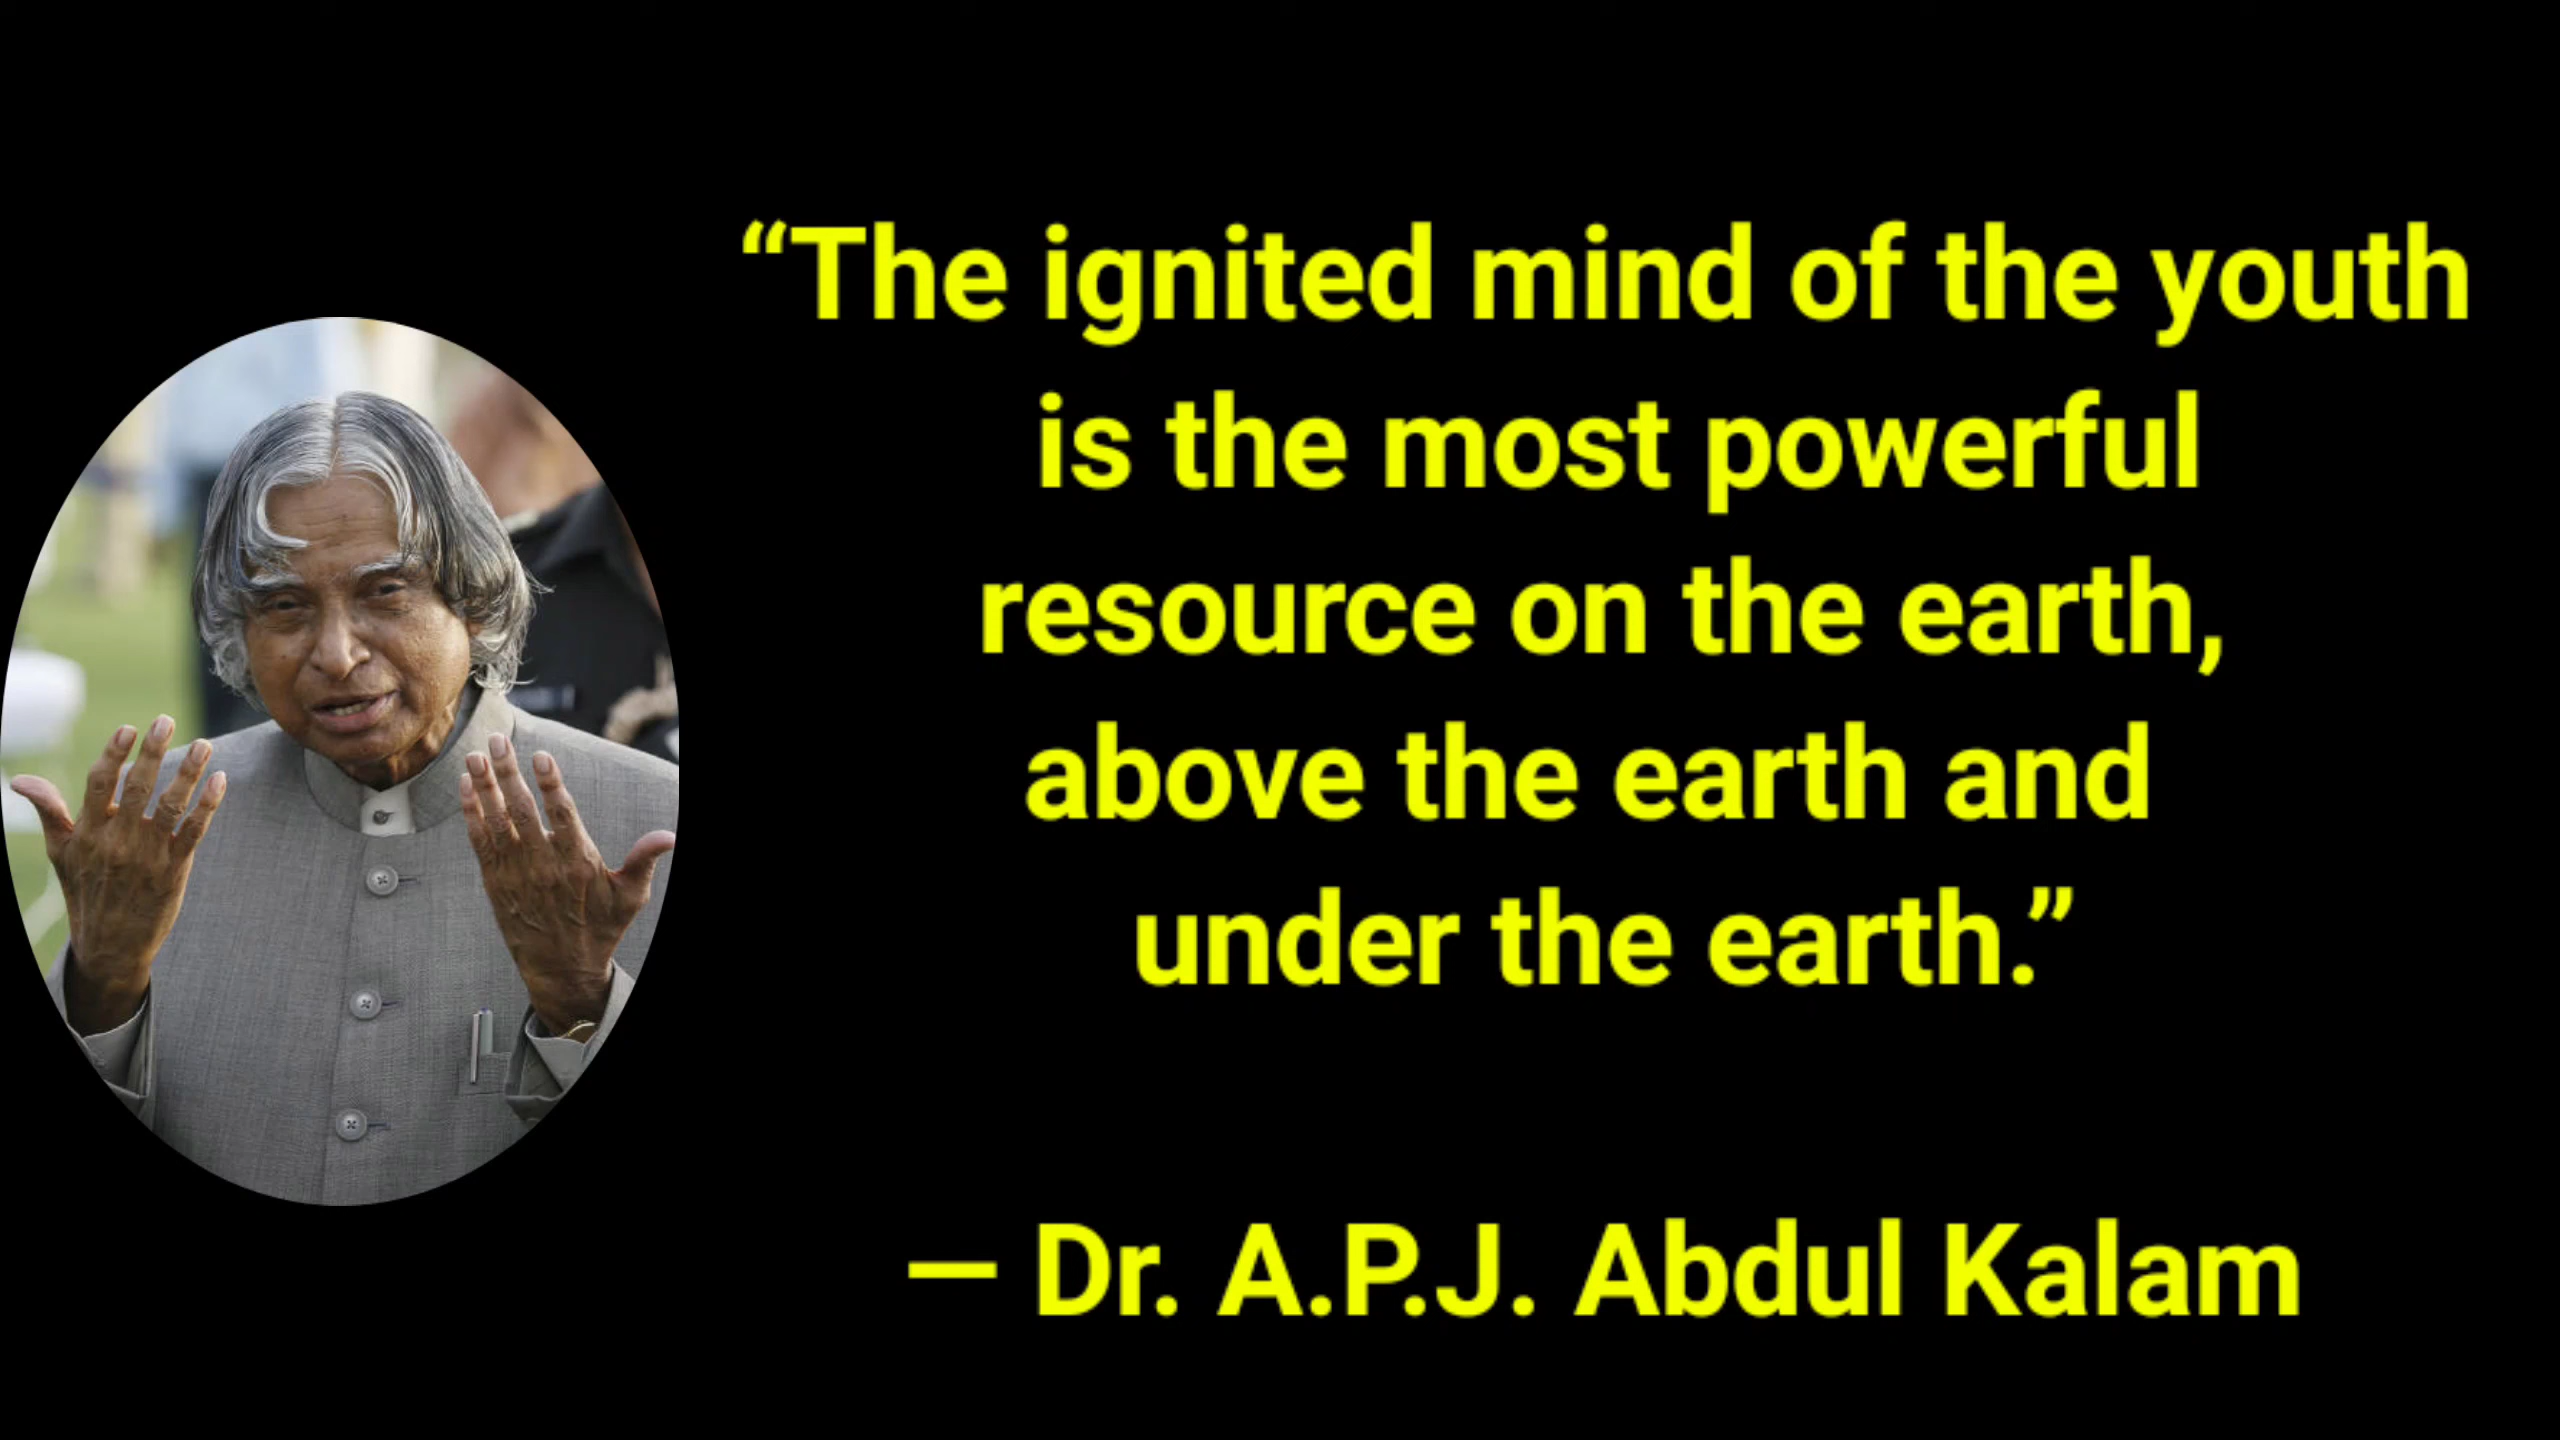 “The ignited mind of the youth
is the most powerful
resource on the earth,
above the earth and
under the earth.”
— Dr. A.P.J. Abdul Kalam